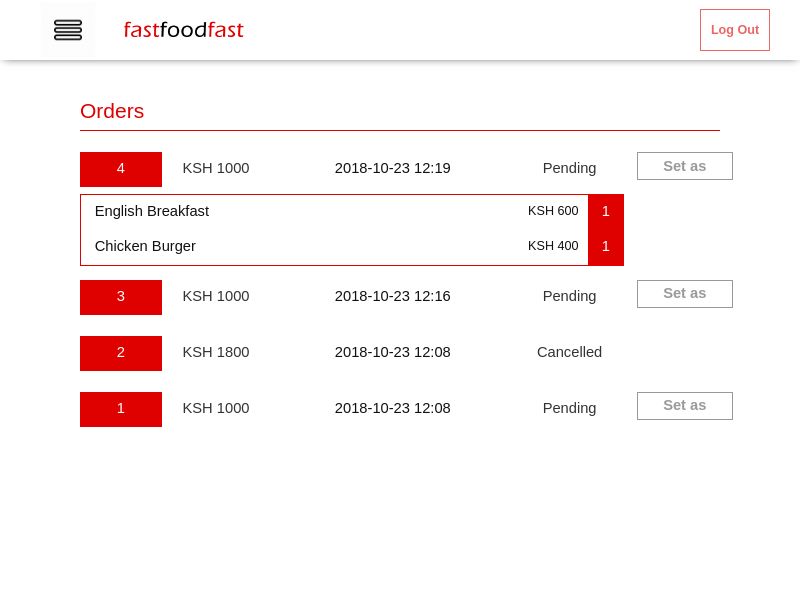 fastfoodfast Log Out
Orders
4 KSH 1000 2018-10-23 12:19 Pending Set as
English Breakfast KSH 600 1
Chicken Burger KSH 400 1
3 KSH 1000 2018-10-23 12:16 Pending Set as
2 KSH 1800 2018-10-23 12:08 Cancelled
1 KSH 1000 2018-10-23 12:08 Pending Set as